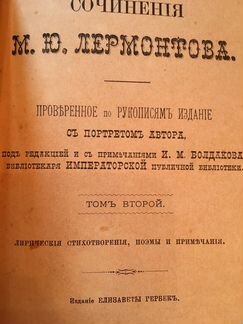 СОЧИНЕНІЯ
М. Ю. ЛЕРМОНТОВА.
ПРОВѢРЕННОЕ ПО РУКОПИСЯМЪ ИЗДАНІЕ
СЪ ПОРТРЕТОМЪ АВТОРА,
ПОДЪ РЕДАКЦІЕЙ И СЪ ПРИМѢЧАНІЯМИ И. М. БОЛДАКОВА
БИБЛІОТЕКАРЯ ИМПЕРАТОРСКОЙ ПУБЛИЧНОЙ БИБЛІОТЕКИ.
ТОМЪ ВТОРОЙ.
ЛИРИЧЕСКІЯ СТИХОТВОРЕНІЯ, ПОЭМЫ И ПРИМѢЧАНІЯ.
Изданіе ЕЛИЗАВЕТЫ ГЕРБЕКЪ.